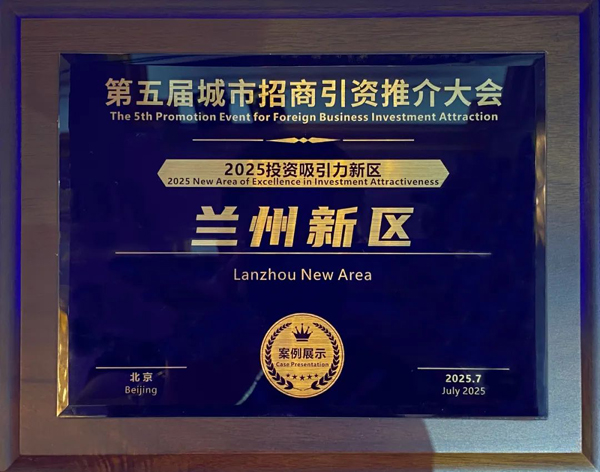 第五届城市招商引资推介大会
The 5th Promotion Event for Foreign Business Investment Attraction
2025投资吸引力新区
2025 New Area of Excellence in Investment Attractiveness
兰州新区
Lanzhou New Area
案例展示
Case Presentation
北京
Beijing
2025.7
July 2025